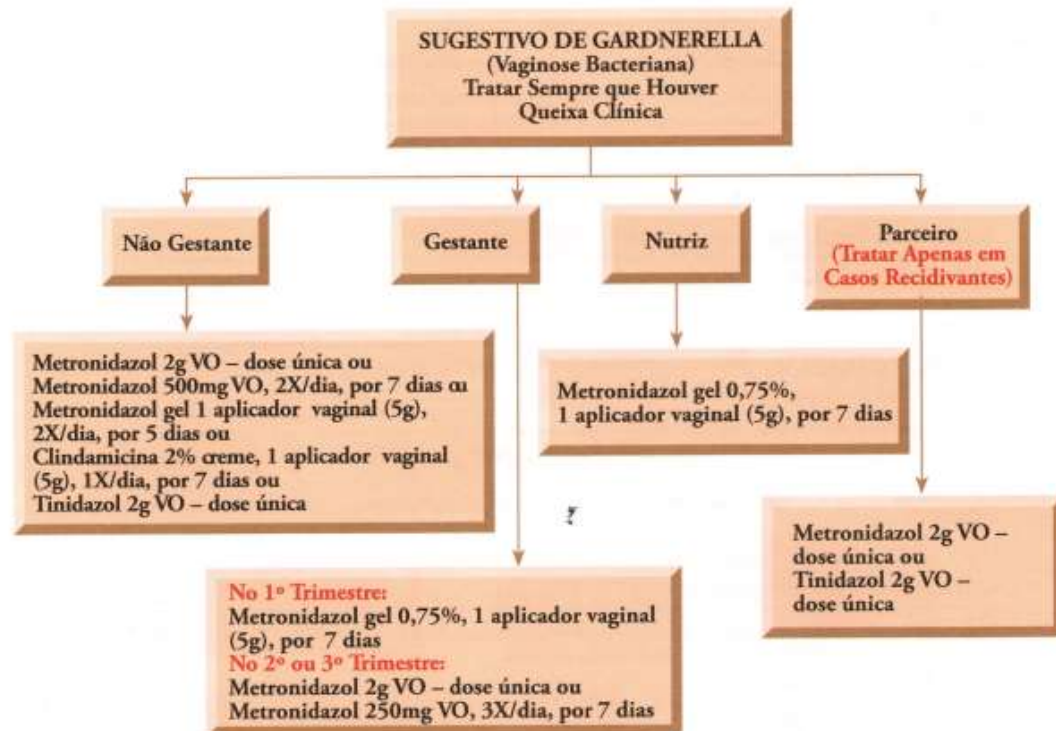 SUGESTIVO DE GARDNERELLA
(Vaginose Bacteriana)
Tratar Sempre que Houver
Queixa Clínica
Não Gestante
Gestante
Nutriz
Parceiro
(Tratar Apenas em
Casos Recidivantes)
Metronidazol 2g VO – dose única ou
Metronidazol 500mg VO, 2X/dia, por 7 dias ou
Metronidazol gel 1 aplicador vaginal (5g),
2X/dia, por 5 dias ou
Clindamicina 2% creme, 1 aplicador vaginal
(5g), 1X/dia, por 7 dias ou
Tinidazol 2g VO – dose única
Metronidazol gel 0,75%,
1 aplicador vaginal (5g), por 7 dias
Metronidazol 2g VO –
dose única ou
Tinidazol 2g VO –
dose única
No 1º Trimestre:
Metronidazol gel 0,75%, 1 aplicador vaginal
(5g), por 7 dias
No 2º ou 3º Trimestre:
Metronidazol 2g VO – dose única ou
Metronidazol 250mg VO, 3X/dia, por 7 dias